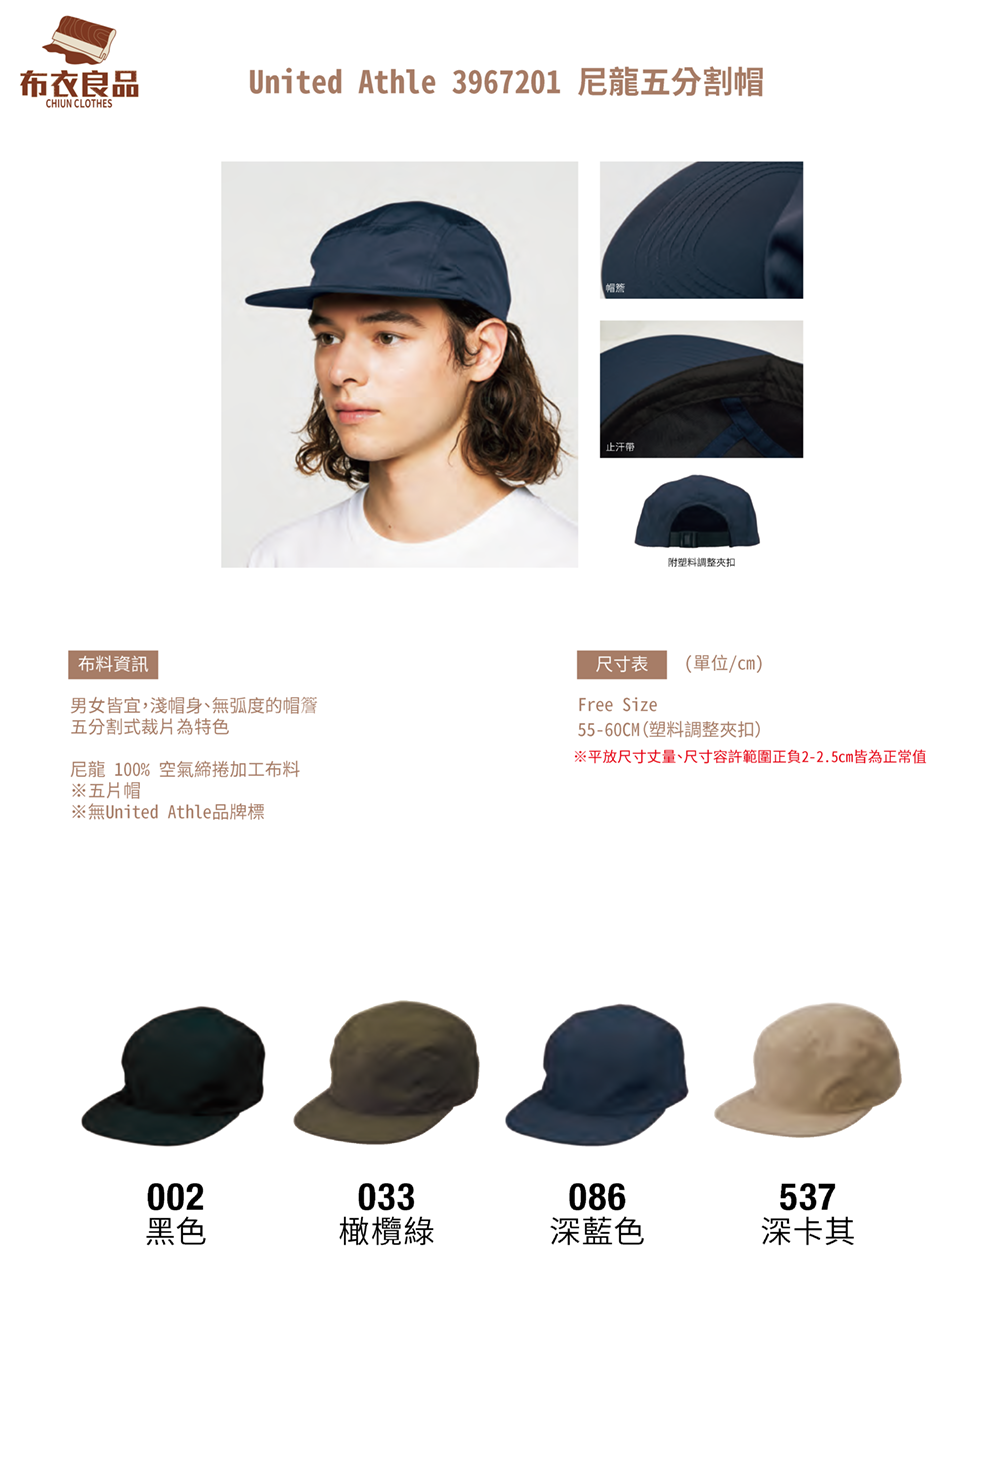 布衣良品
CHIUN CLOTHES
United Athle 3967201 尼龍五分割帽
帽簷
止汗帶
附塑料調整夾扣
布料資訊
男女皆宜,淺帽身、無弧度的帽簷
五分割式裁片為特色
尼龍 100% 空氣締捲加工布料
※五片帽
※無United Athle品牌標
尺寸表 (單位/cm)
Free Size
55-60CM(塑料調整夾扣)
※平放尺寸丈量、尺寸容許範圍正負2-2.5cm皆為正常值
002
黑色
033
橄欖綠
086
深藍色
537
深卡其